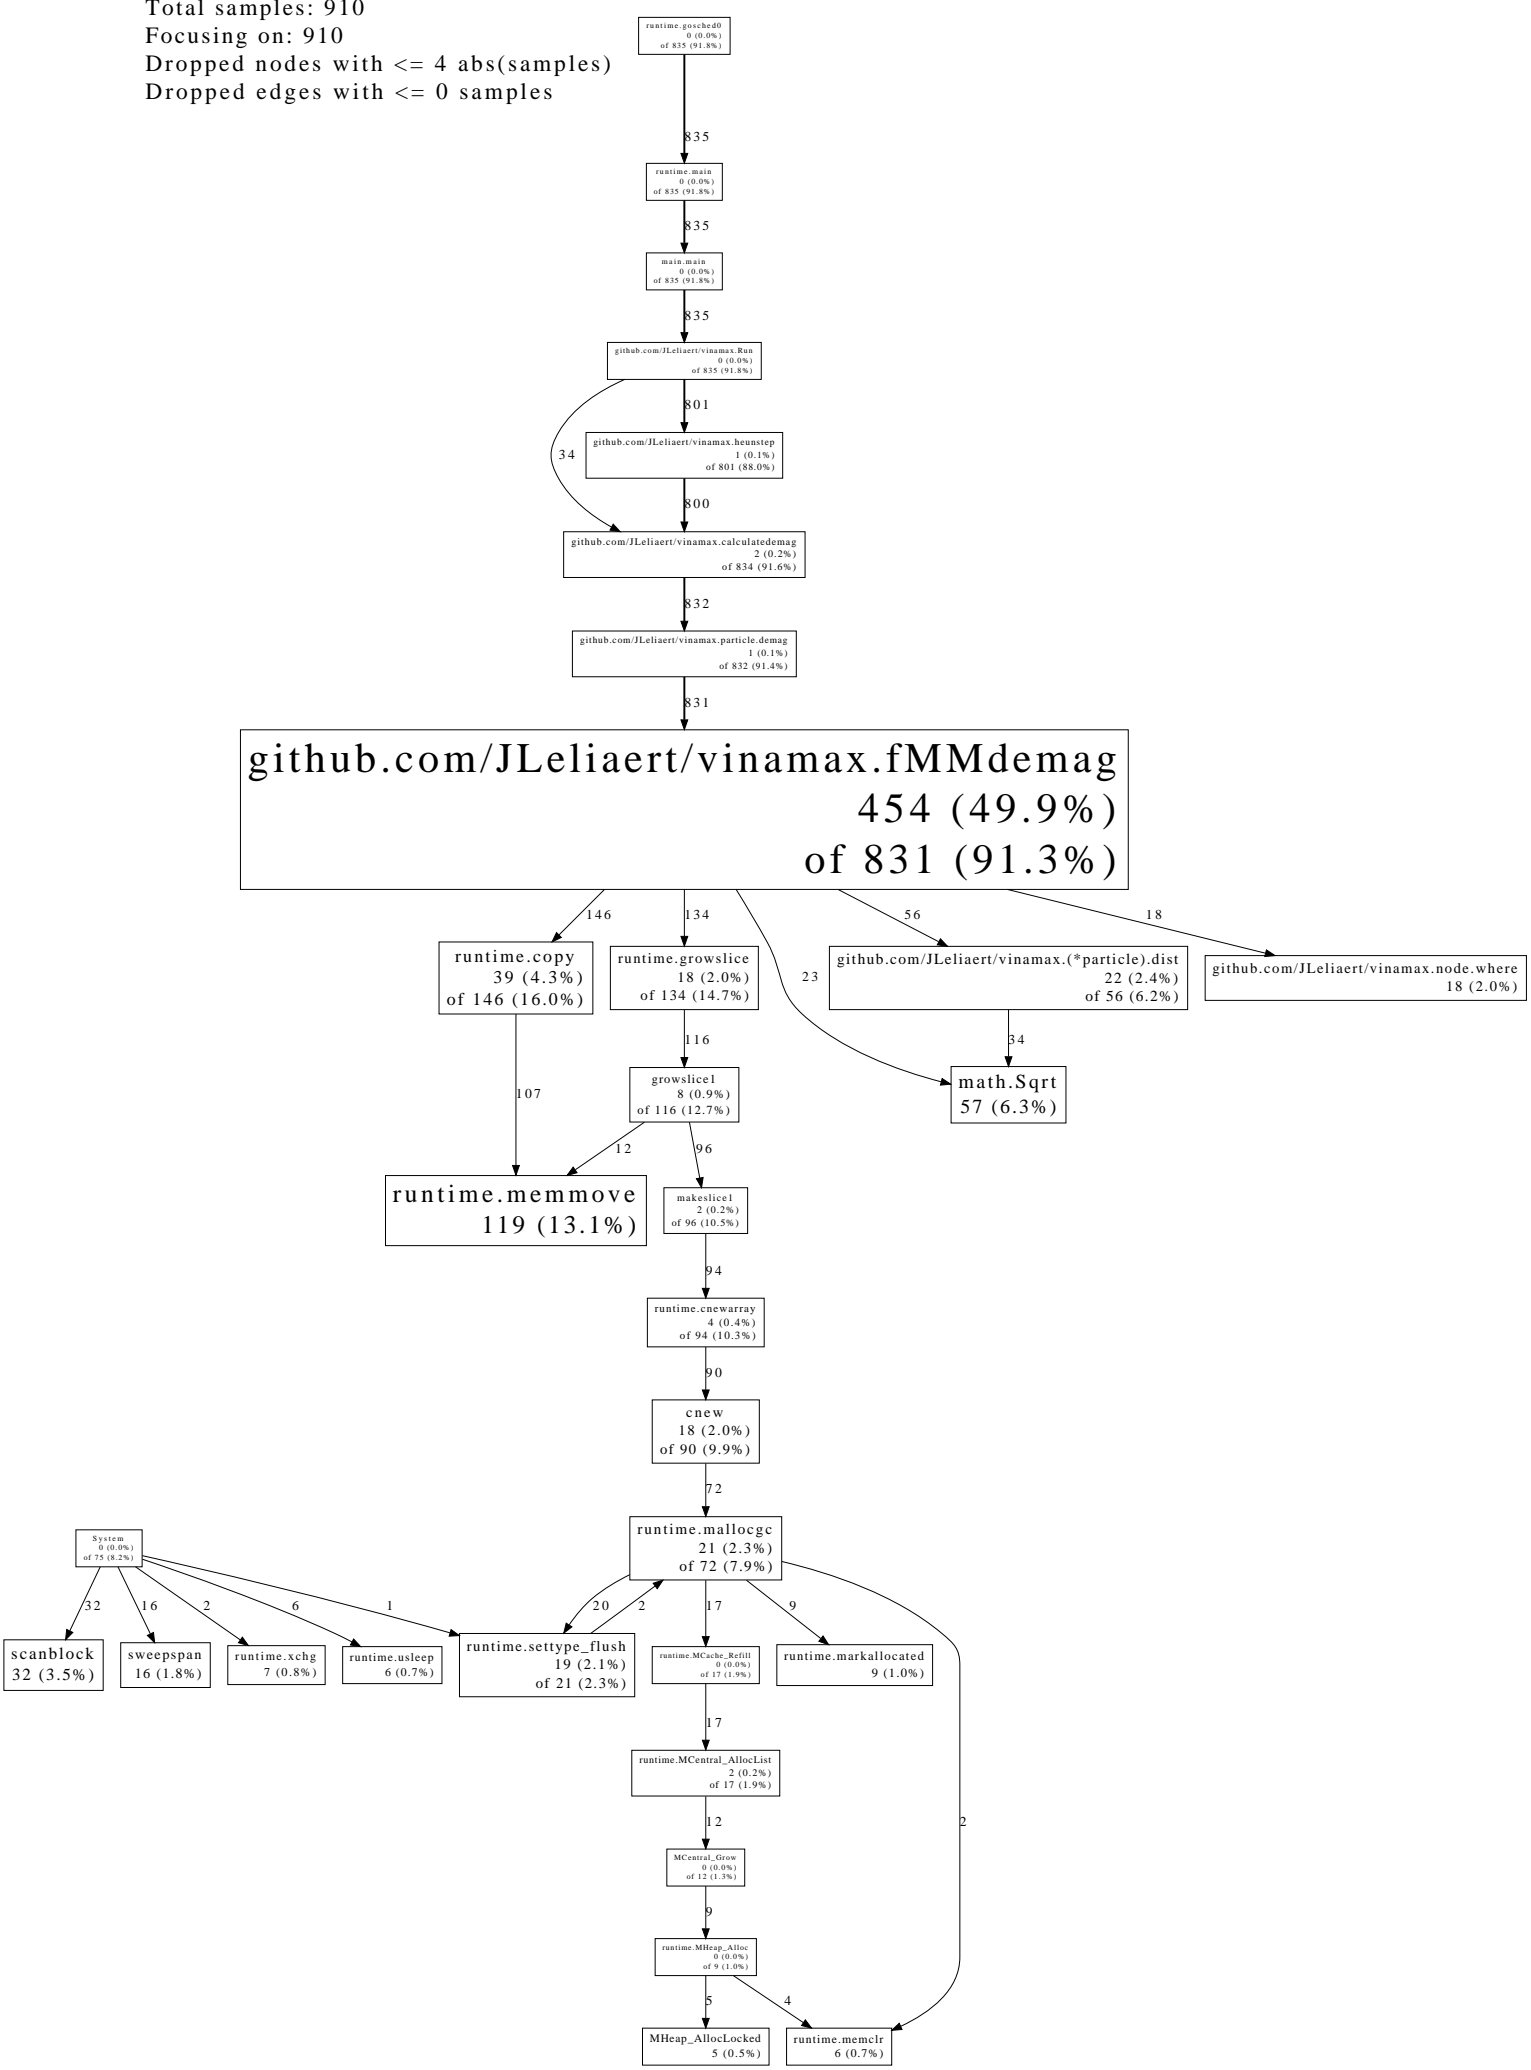 Total samples: 910
Focusing on: 910
Dropped nodes with <= 4 abs(samples)
Dropped edges with <= 0 samples
runtime.gosched0
0 (0.0%)
of 835 (91.8%)
835
runtime.main
0 (0.0%)
of 835 (91.8%)
835
main.main
0 (0.0%)
of 835 (91.8%)
835
github.com/JLeliaert/vinamax.Run
0 (0.0%)
of 835 (91.8%)
801
34
github.com/JLeliaert/vinamax.heunstep
1 (0.1%)
of 801 (88.0%)
800
github.com/JLeliaert/vinamax.calculatedemag
2 (0.2%)
of 834 (91.6%)
832
github.com/JLeliaert/vinamax.particle.demag
1 (0.1%)
of 832 (91.4%)
831
github.com/JLeliaert/vinamax.fMMdemag
454 (49.9%)
of 831 (91.3%)
146
134
23
56
18
runtime.copy
39 (4.3%)
of 146 (16.0%)
runtime.growslice
18 (2.0%)
of 134 (14.7%)
github.com/JLeliaert/vinamax.(*particle).dist
22 (2.4%)
of 56 (6.2%)
github.com/JLeliaert/vinamax.node.where
18 (2.0%)
107
116
34
growslice1
8 (0.9%)
of 116 (12.7%)
math.Sqrt
57 (6.3%)
12
96
runtime.memmove
119 (13.1%)
makeslice1
2 (0.2%)
of 96 (10.5%)
94
runtime.cnewarray
4 (0.4%)
of 94 (10.3%)
90
cnew
18 (2.0%)
of 90 (9.9%)
72
System
0 (0.0%)
of 75 (8.2%)
runtime.mallocgc
21 (2.3%)
of 72 (7.9%)
32
16
2
6
1
20
2
17
9
2
scanblock
32 (3.5%)
sweepspan
16 (1.8%)
runtime.xchg
7 (0.8%)
runtime.usleep
6 (0.7%)
runtime.settype_flush
19 (2.1%)
of 21 (2.3%)
runtime.MCache_Refill
0 (0.0%)
of 17 (1.9%)
runtime.markallocated
9 (1.0%)
17
runtime.MCentral_AllocList
2 (0.2%)
of 17 (1.9%)
12
MCentral_Grow
0 (0.0%)
of 12 (1.3%)
9
runtime.MHeap_Alloc
0 (0.0%)
of 9 (1.0%)
5
4
MHeap_AllocLocked
5 (0.5%)
runtime.memclr
6 (0.7%)